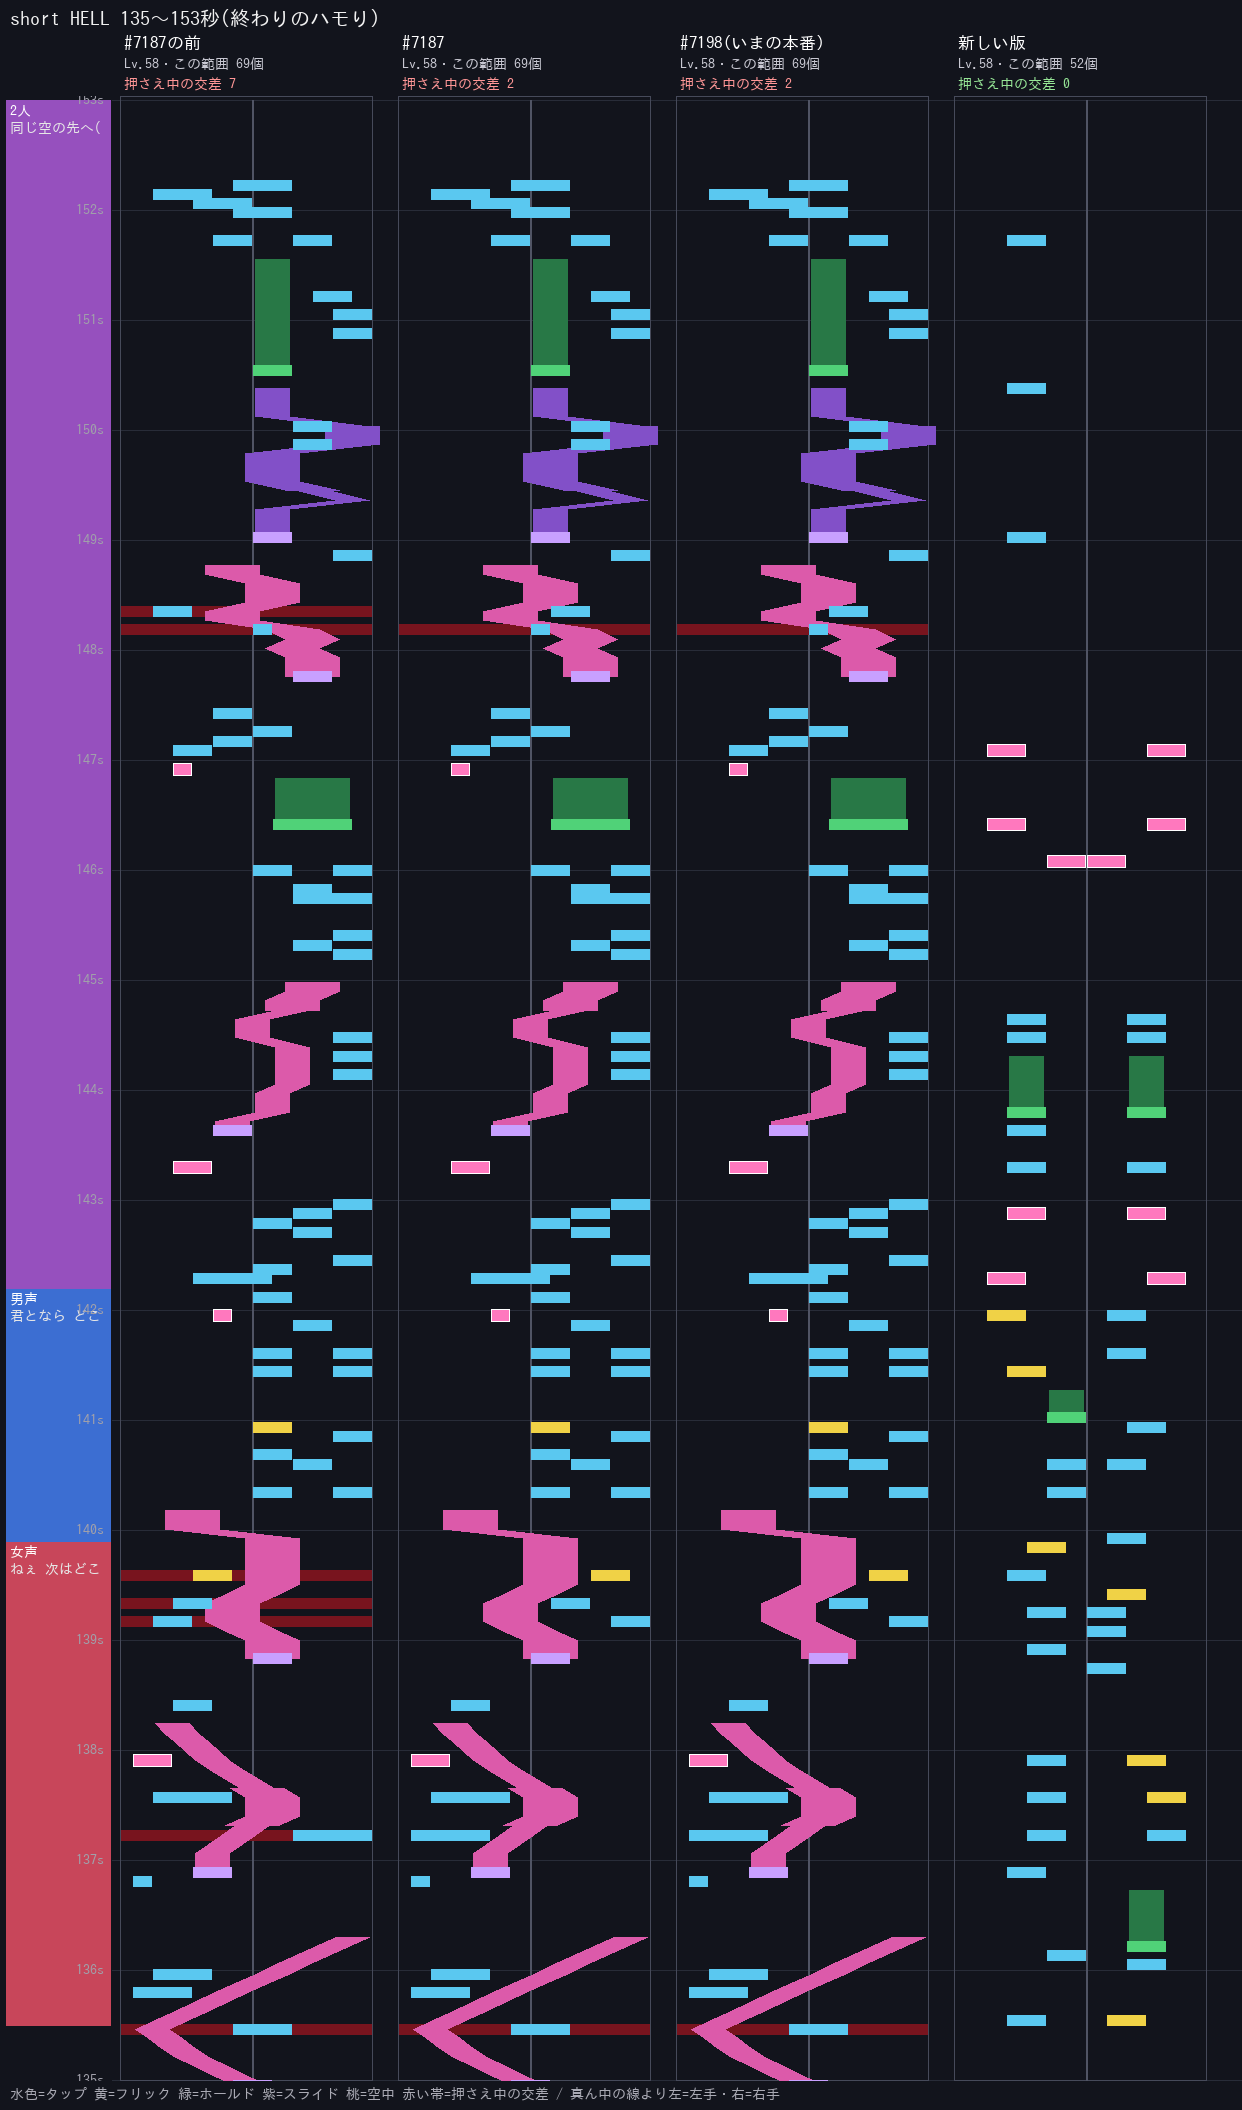 short HELL 135〜153秒(終わりのハモり)
#7187の前
Lv.58・この範囲 69個
押さえ中の交差 7
#7187
Lv.58・この範囲 69個
押さえ中の交差 2
#7198(いまの本番)
Lv.58・この範囲 69個
押さえ中の交差 2
新しい版
Lv.58・この範囲 52個
押さえ中の交差 0
153s
2人
同じ空の先へ(
152s
151s
150s
149s
148s
147s
146s
145s
144s
143s
男声
142s
君となら どこ
141s
140s
女声
ねぇ 次はどこ
139s
138s
137s
136s
135s
水色=タップ 黄=フリック 緑=ホールド 紫=スライド 桃=空中 赤い帯=押さえ中の交差 / 真ん中の線より左=左手・右=右手